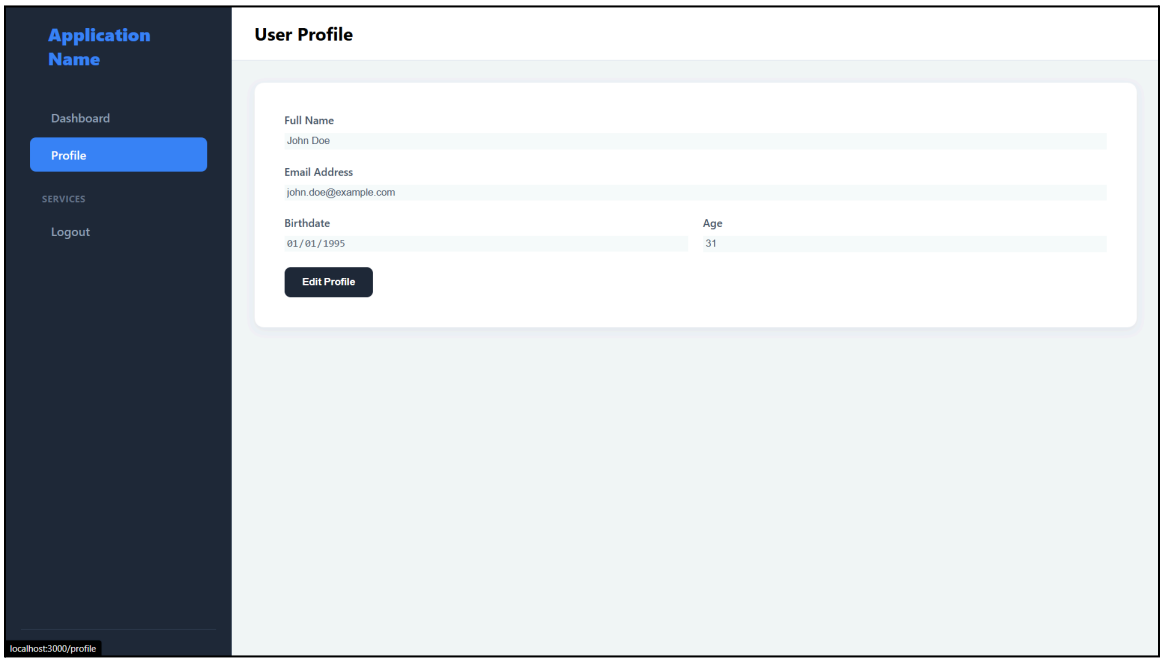 Application
Name
Dashboard
Profile
SERVICES
Logout
localhost:3000/profile
User Profile
Full Name
John Doe
Email Address
john.doe@example.com
Birthdate
01/01/1995
Age
31
Edit Profile